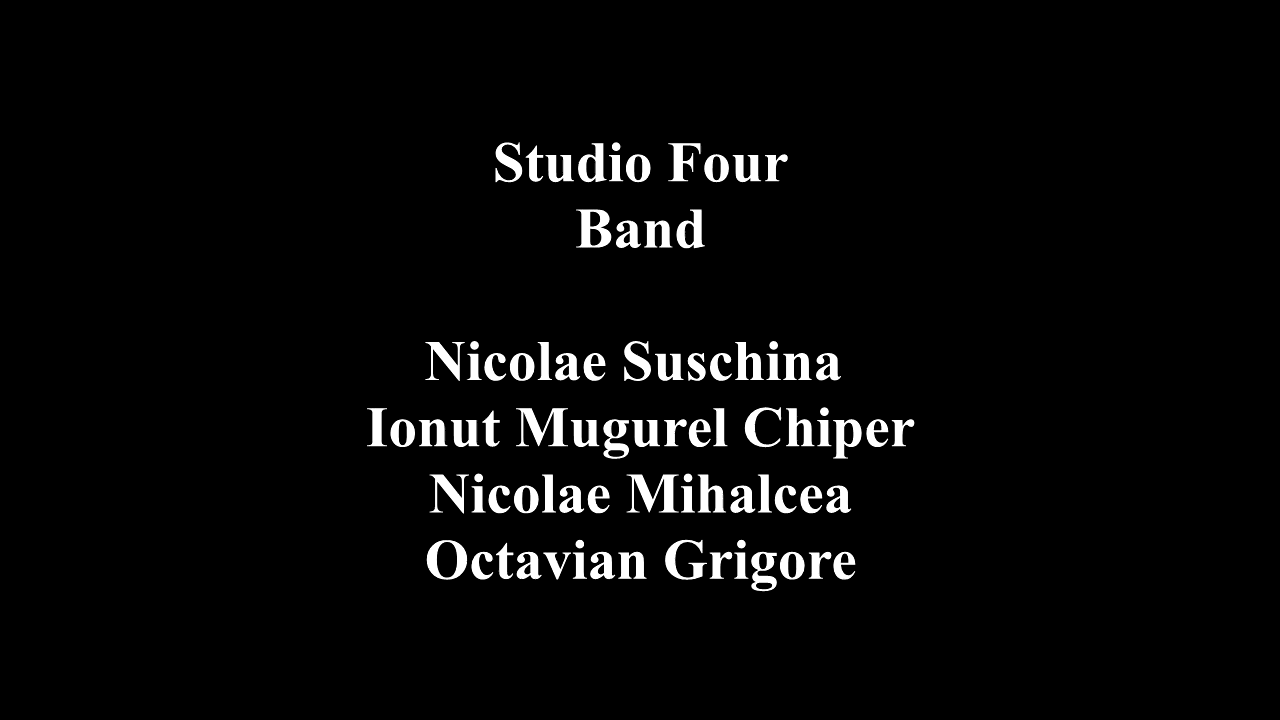 Studio Four
Band
Nicolae Suschina
Ionut Mugurel Chiper
Nicolae Mihalcea
Octavian Grigore